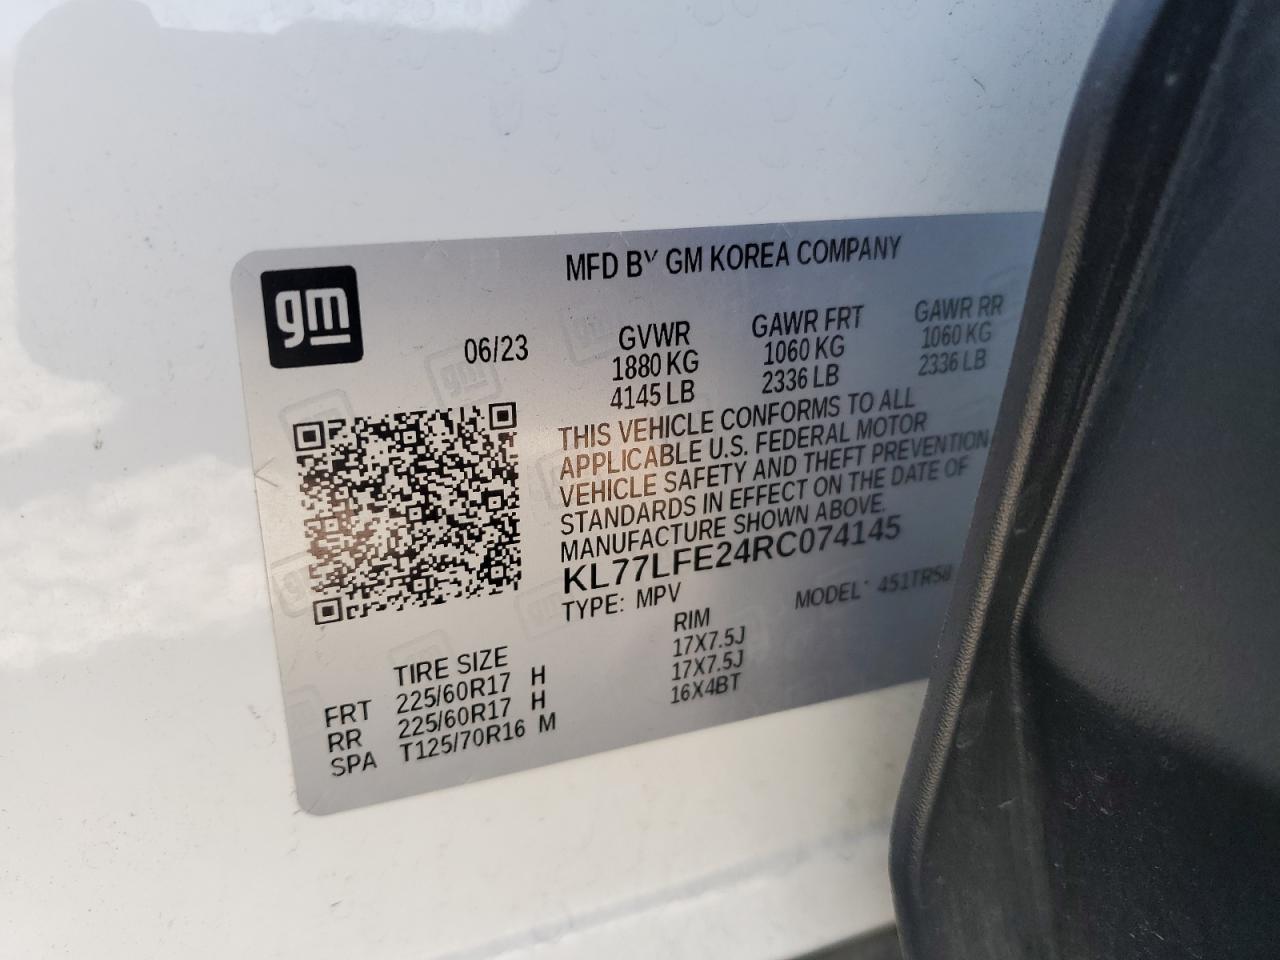 gm
MFD BY GM KOREA COMPANY
06/23
GVWR GAWR FRT GAWR RR
1880 KG 1060 KG 1060 KG
4145 LB 2336 LB 2336 LB
THIS VEHICLE CONFORMS TO ALL
APPLICABLE U.S. FEDERAL MOTOR
VEHICLE SAFETY AND THEFT PREVENTION
STANDARDS IN EFFECT ON THE DATE OF
MANUFACTURE SHOWN ABOVE.
KL77LFE24RC074145
TYPE: MPV MODEL:
TIRE SIZE RIM
FRT 225/60R17 H 17X7.5J
RR 225/60R17 H 17X7.5J
SPA T125/70R16 M 16X4BT